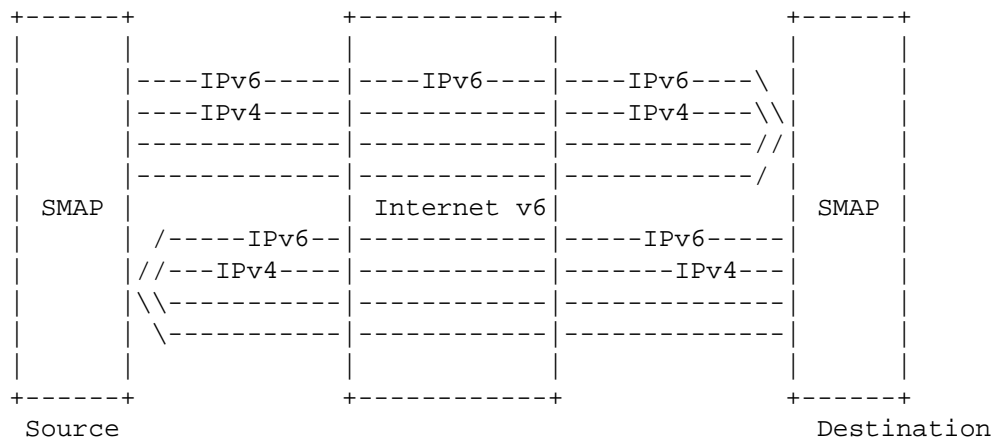 +------+             +------------+              +------+
|      |             |            |              |      |
|      |----IPv6-----|----IPv6----|----IPv6----\ |      |
|      |----IPv4-----|------------|----IPv4----\\|      |
|      |-------------|------------|------------//|      |
|      |-------------|------------|------------/ |      |
| SMAP |             | Internet v6|              | SMAP |
|      | /-----IPv6--|------------|-----IPv6-----|      |
|      |//---IPv4----|------------|-------IPv4---|      |
|      |\\-----------|------------|--------------|      |
|      | \-----------|------------|--------------|      |
|      |             |            |              |      |
+------+             +------------+              +------+
Source                                            Destination